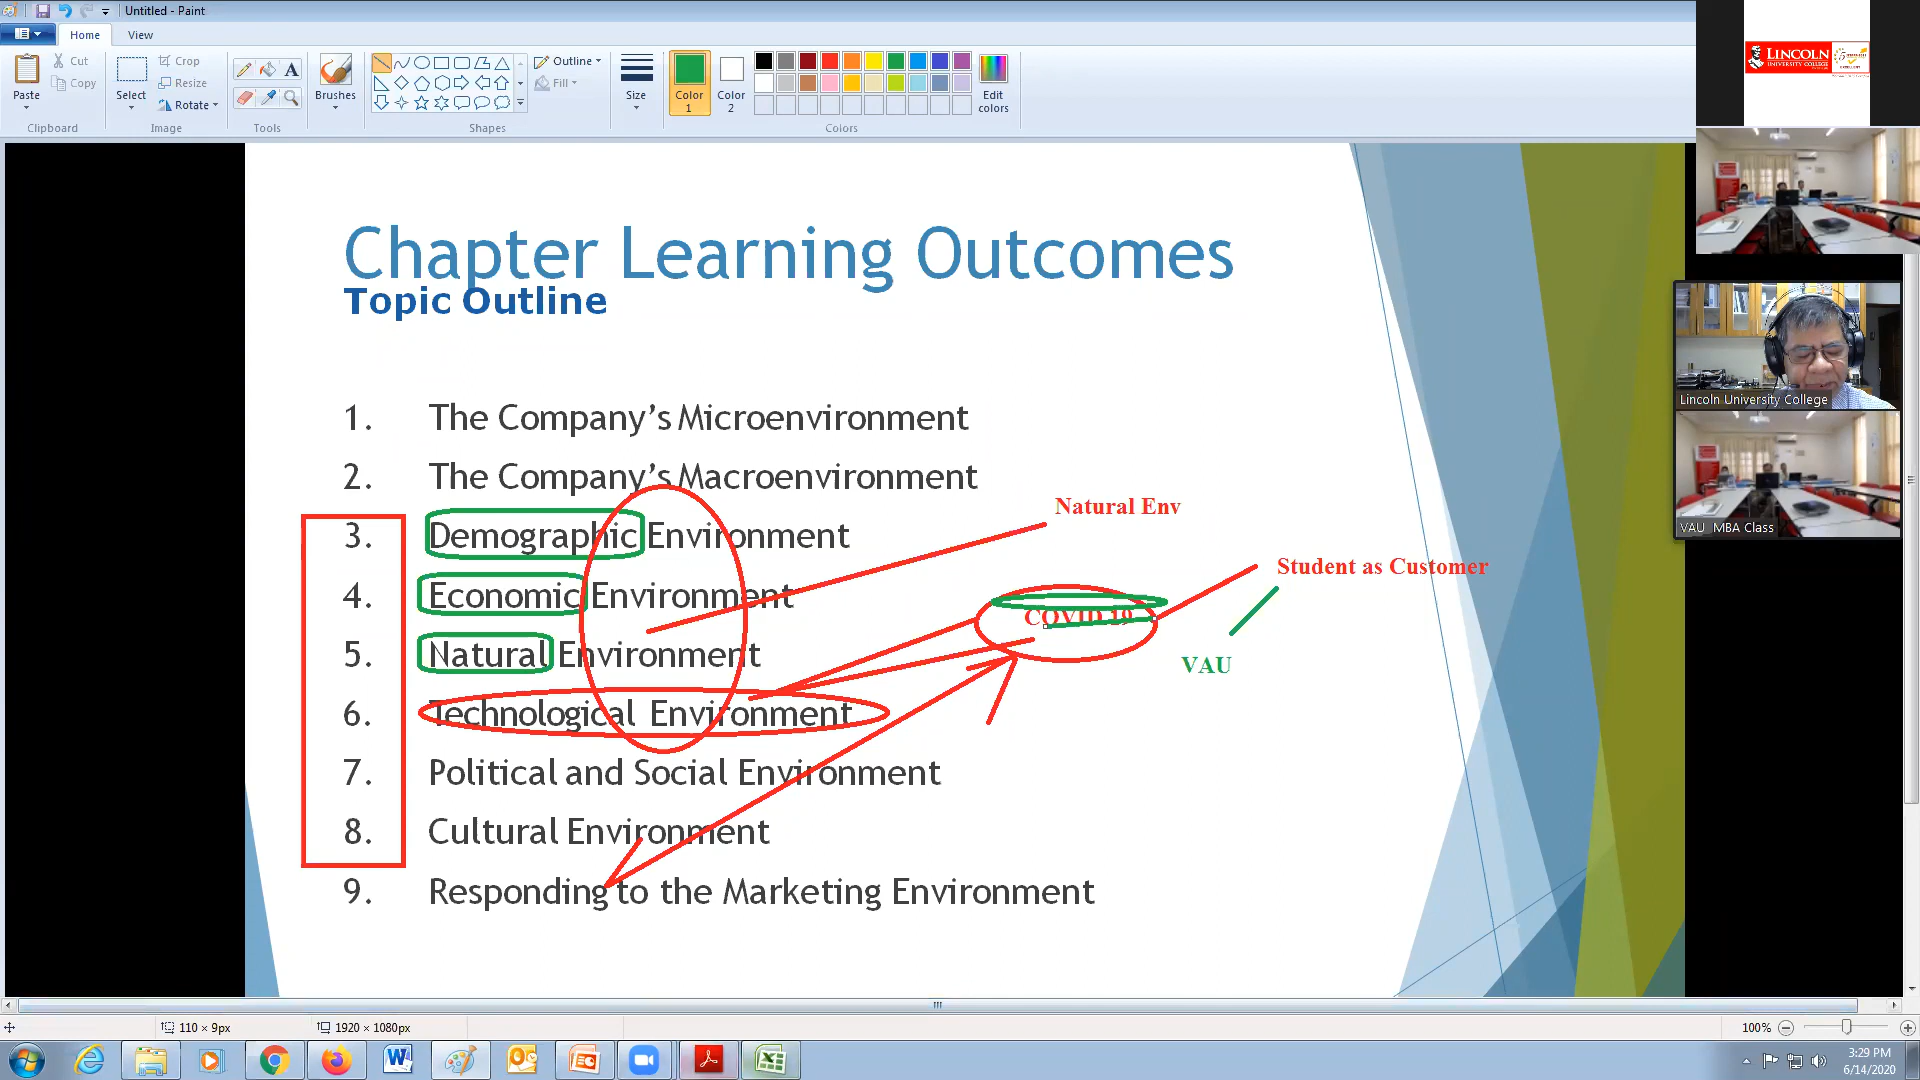 Untitled - Paint
Home View
Paste
Cut
Copy
Clipboard
Select
Crop
Resize
Rotate
Image
A
Tools
Brushes
Shapes
Outline
Fill
Size
Color 1
Color 2
Edit colors
Colors
LINCOLN
UNIVERSITY COLLEGE
Chapter Learning Outcomes
Topic Outline
1. The Company's Microenvironment
2. The Company's Macroenvironment
3. Demographic Environment
4. Economic Environment
5. Natural Environment
6. Technological Environment
7. Political and Social Environment
8. Cultural Environment
9. Responding to the Marketing Environment
Natural Env
Student as Customer
COVID 19
VAU
Lincoln University College
VAU_MBA Class
110 × 9px
1920 × 1080px
100%
3:29 PM
6/14/2020